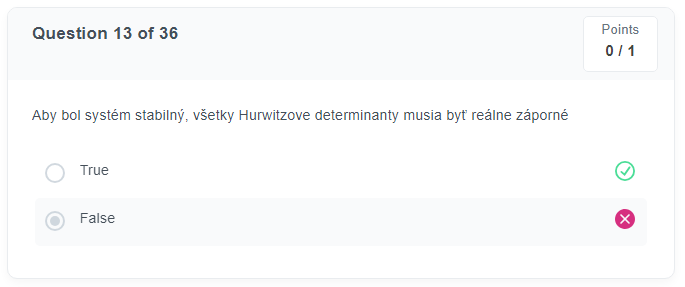 Question 13 of 36
Points
0 / 1
Aby bol systém stabilný, všetky Hurwitzove determinanty musia byť reálne záporné
True
False